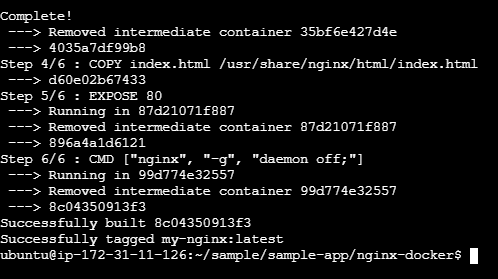 Complete!
---> Removed intermediate container 35bf6e427d4e
---> 4035a7df99b8
Step 4/6 : COPY index.html /usr/share/nginx/html/index.html
---> d60e02b67433
Step 5/6 : EXPOSE 80
---> Running in 87d21071f887
---> Removed intermediate container 87d21071f887
---> 896a4a1d6121
Step 6/6 : CMD ["nginx", "-g", "daemon off;"]
---> Running in 99d774e32557
---> Removed intermediate container 99d774e32557
---> 8c04350913f3
Successfully built 8c04350913f3
Successfully tagged my-nginx:latest
ubuntu@ip-172-31-11-126:~/sample/sample-app/nginx-docker$